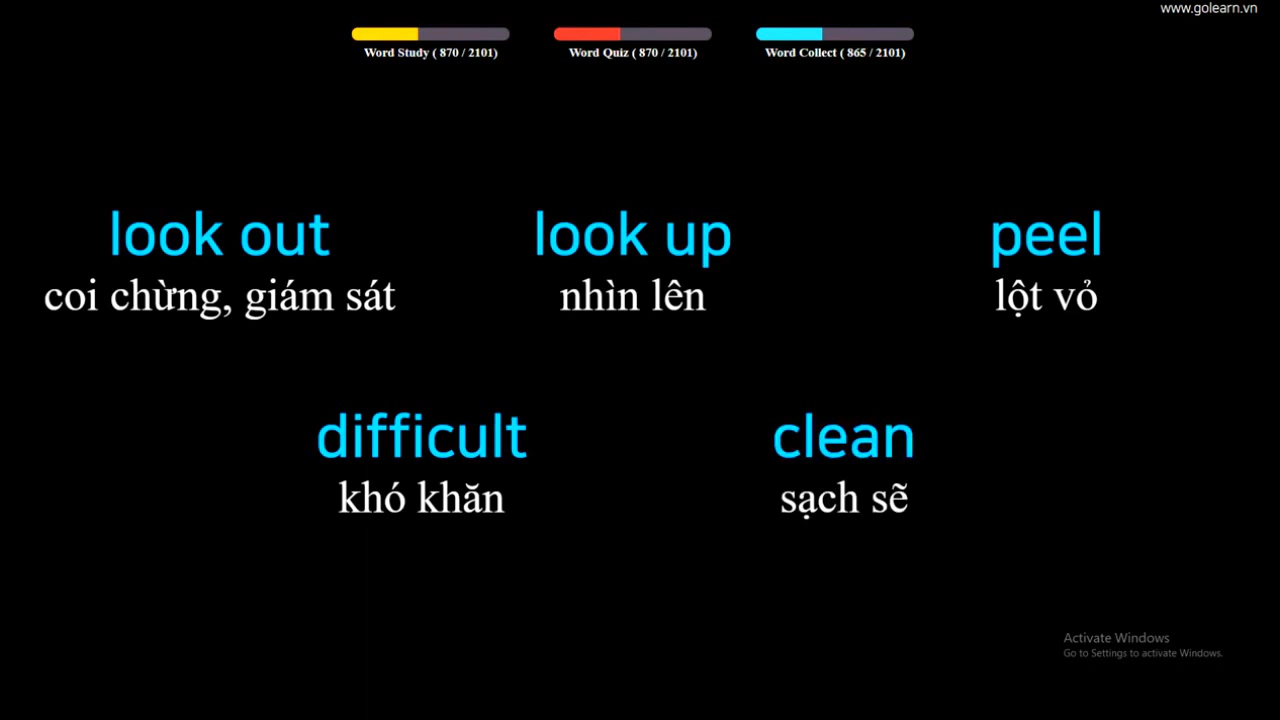 www.golearn.vn
Word Study ( 870 / 2101)
Word Quiz ( 870 / 2101)
Word Collect ( 865 / 2101)
look out
coi chừng, giám sát
look up
nhìn lên
peel
lột vỏ
difficult
khó khăn
clean
sạch sẽ
Activate Windows
Go to Settings to activate Windows.